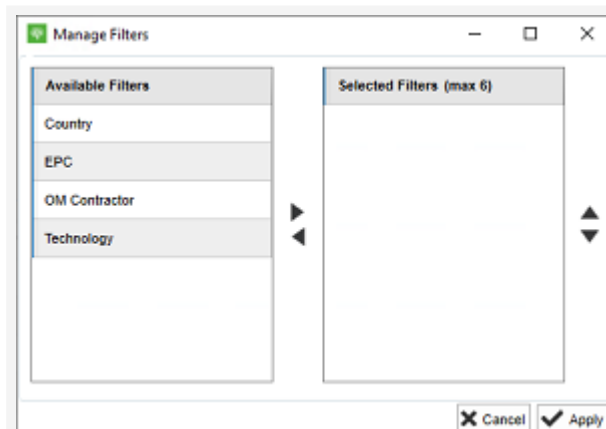 Manage Filters
Available Filters
Selected Filters (max 6)
Country
EPC
OM Contractor
Technology
Cancel
Apply